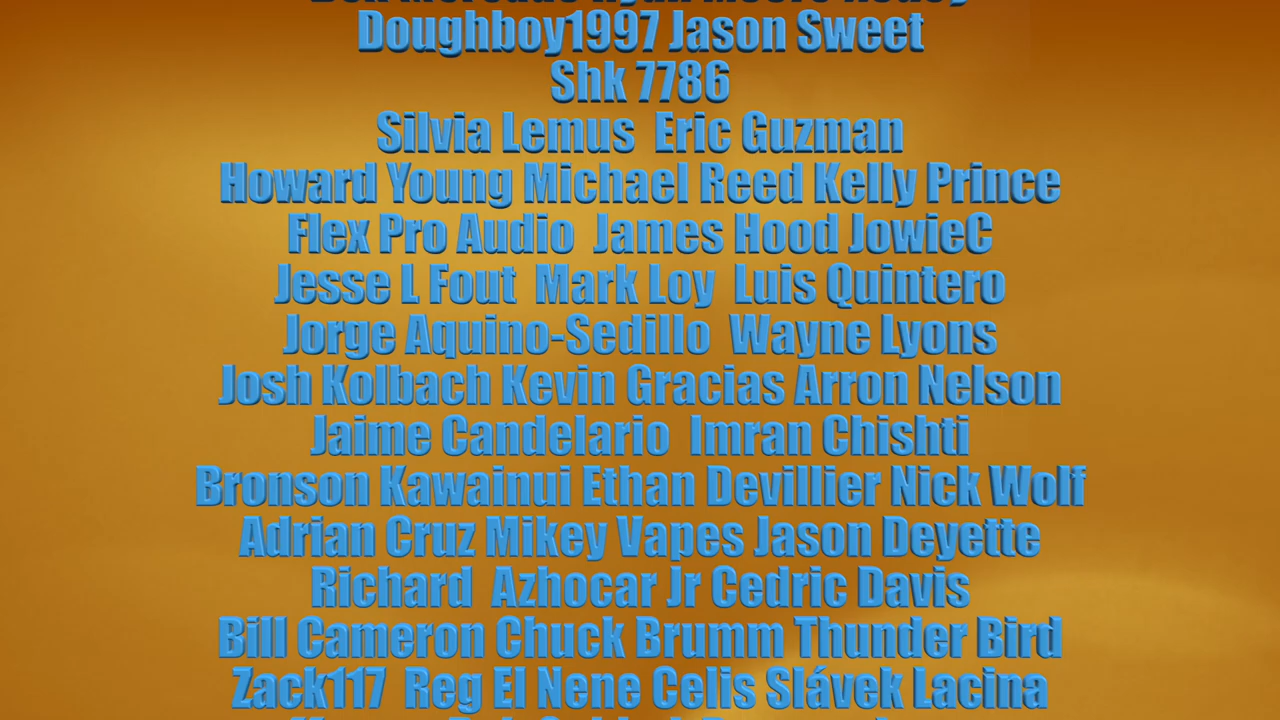 Doughboy1997 Jason Sweet
Shk 7786
Silvia Lemus  Eric Guzman
Howard Young Michael Reed Kelly Prince
Flex Pro Audio  James Hood JowieC
Jesse L Fout  Mark Loy  Luis Quintero
Jorge Aquino-Sedillo  Wayne Lyons
Josh Kolbach Kevin Gracias Arron Nelson
Jaime Candelario  Imran Chishti
Bronson Kawainui Ethan Devillier Nick Wolf
Adrian Cruz Mikey Vapes Jason Deyette
Richard  Azhocar Jr Cedric Davis
Bill Cameron Chuck Brumm Thunder Bird
Zack117  Reg El Nene Celis Slávek Lacina